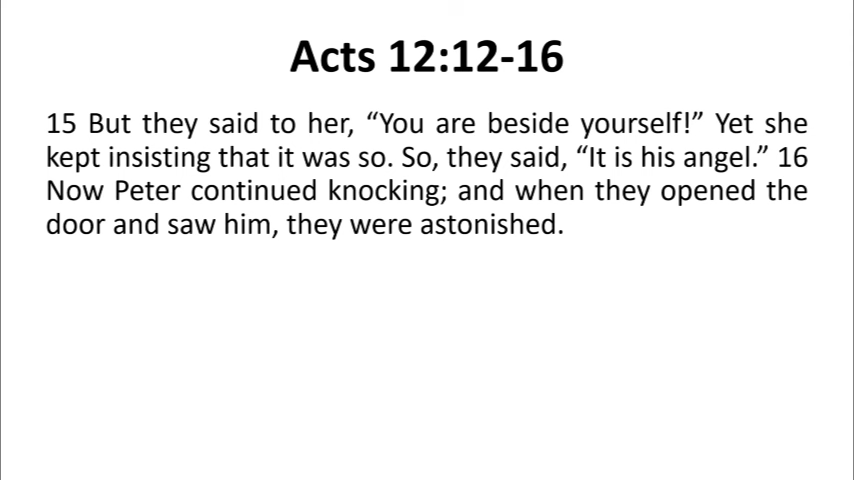 Acts 12:12-16
15 But they said to her, “You are beside yourself!” Yet she
kept insisting that it was so. So, they said, “It is his angel.” 16
Now Peter continued knocking; and when they opened the
door and saw him, they were astonished.